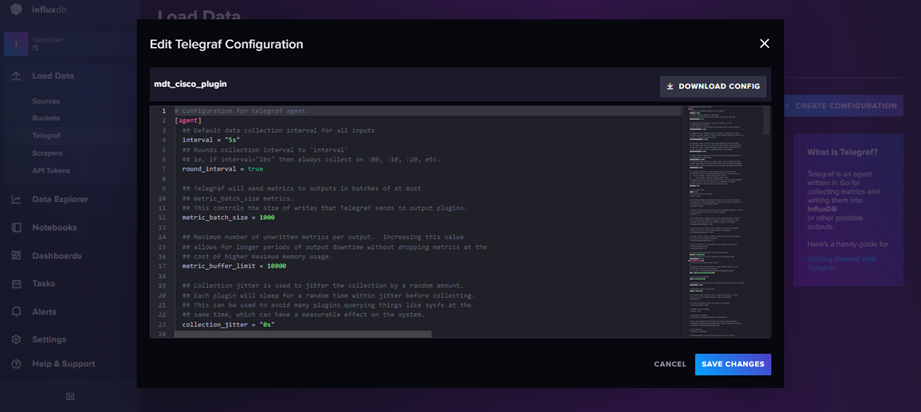 influxdb
Load Data
I
TELEGRAF
IS
Load Data
Sources
Buckets
Telegraf
Scrapers
API Tokens
Data Explorer
Notebooks
Dashboards
Tasks
Alerts
Settings
Help & Support
Edit Telegraf Configuration
mdt_cisco_plugin
DOWNLOAD CONFIG
1 # Configuration for telegraf agent
2 [agent]
3 ## Default data collection interval for all inputs
4 interval = "5s"
5 ## Rounds collection interval to 'interval'
6 ## ie, if interval="10s" then always collect on :00, :10, :20, etc.
7 round_interval = true
8
9 ## Telegraf will send metrics to outputs in batches of at most
10 ## metric_batch_size metrics.
11 ## This controls the size of writes that Telegraf sends to output plugins.
12 metric_batch_size = 1000
13
14 ## Maximum number of unwritten metrics per output.  Increasing this value
15 ## allows for longer periods of output downtime without dropping metrics at the
16 ## cost of higher maximum memory usage.
17 metric_buffer_limit = 10000
18
19 ## Collection jitter is used to jitter the collection by a random amount.
20 ## Each plugin will sleep for a random time within jitter before collecting.
21 ## This can be used to avoid many plugins querying things like sysfs at the
22 ## same time, which can have a measurable effect on the system.
23 collection_jitter = "0s"
24
CANCEL
SAVE CHANGES
CREATE CONFIGURATION
What is Telegraf?
Telegraf is an agent
written in Go for
collecting metrics and
writing them into
InfluxDB
or other possible
outputs.
Here's a handy guide for
Getting Started with
Telegraf